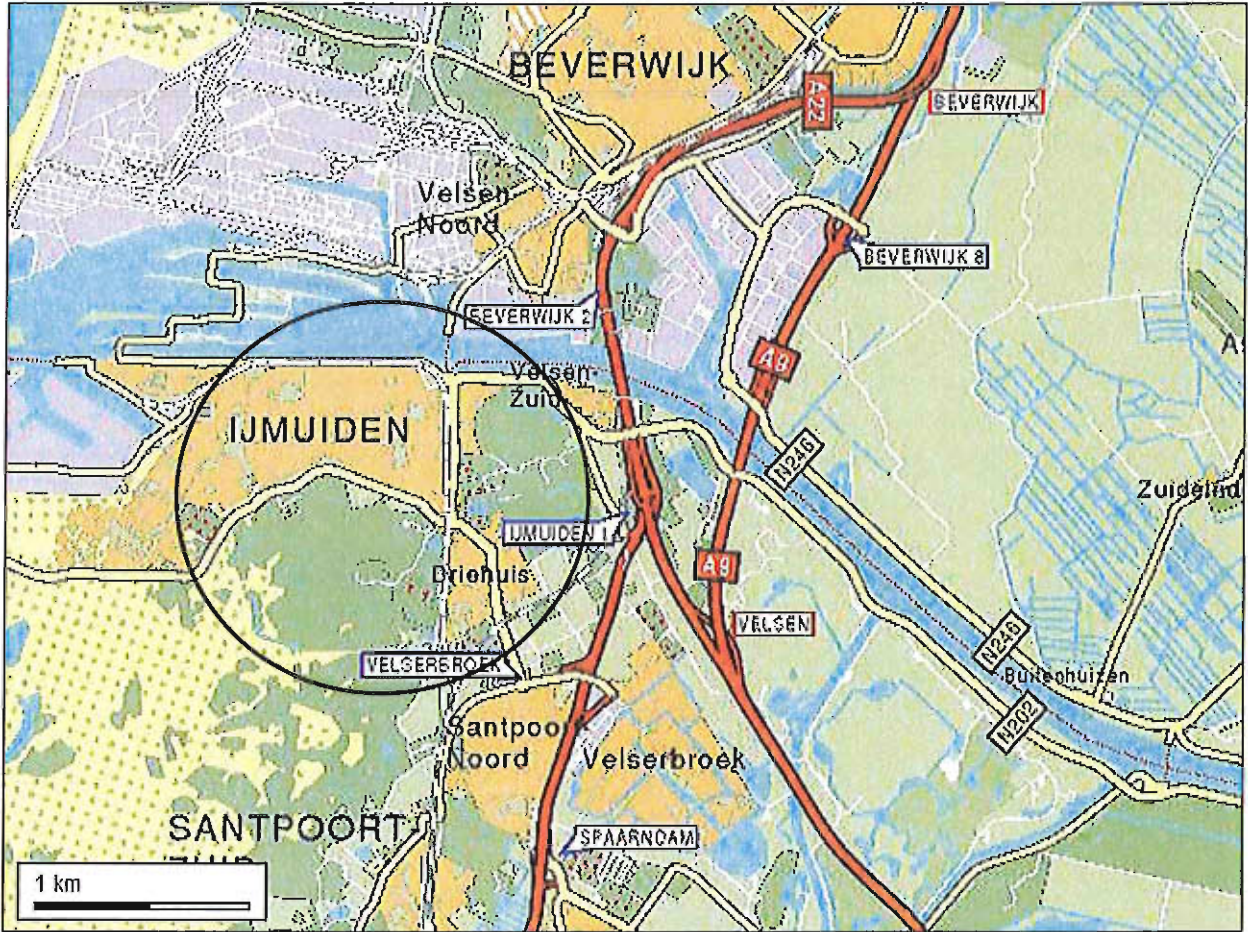 BEVERWIJK
A22
BEVERWIJK
Velsen
Noord
BEVERWIJK 8
BEVERWIJK 2
A9
Velsen
Zuid
IJMUIDEN
N246
Zuideind
IJMUIDEN 1
A9
Driehuis
VELSEN
N246
VELSERBROEK
Buitenhuizen
N202
Santpoort
Noord
Velserbroek
SANTPOORT-
SPAARNDAM
1 km